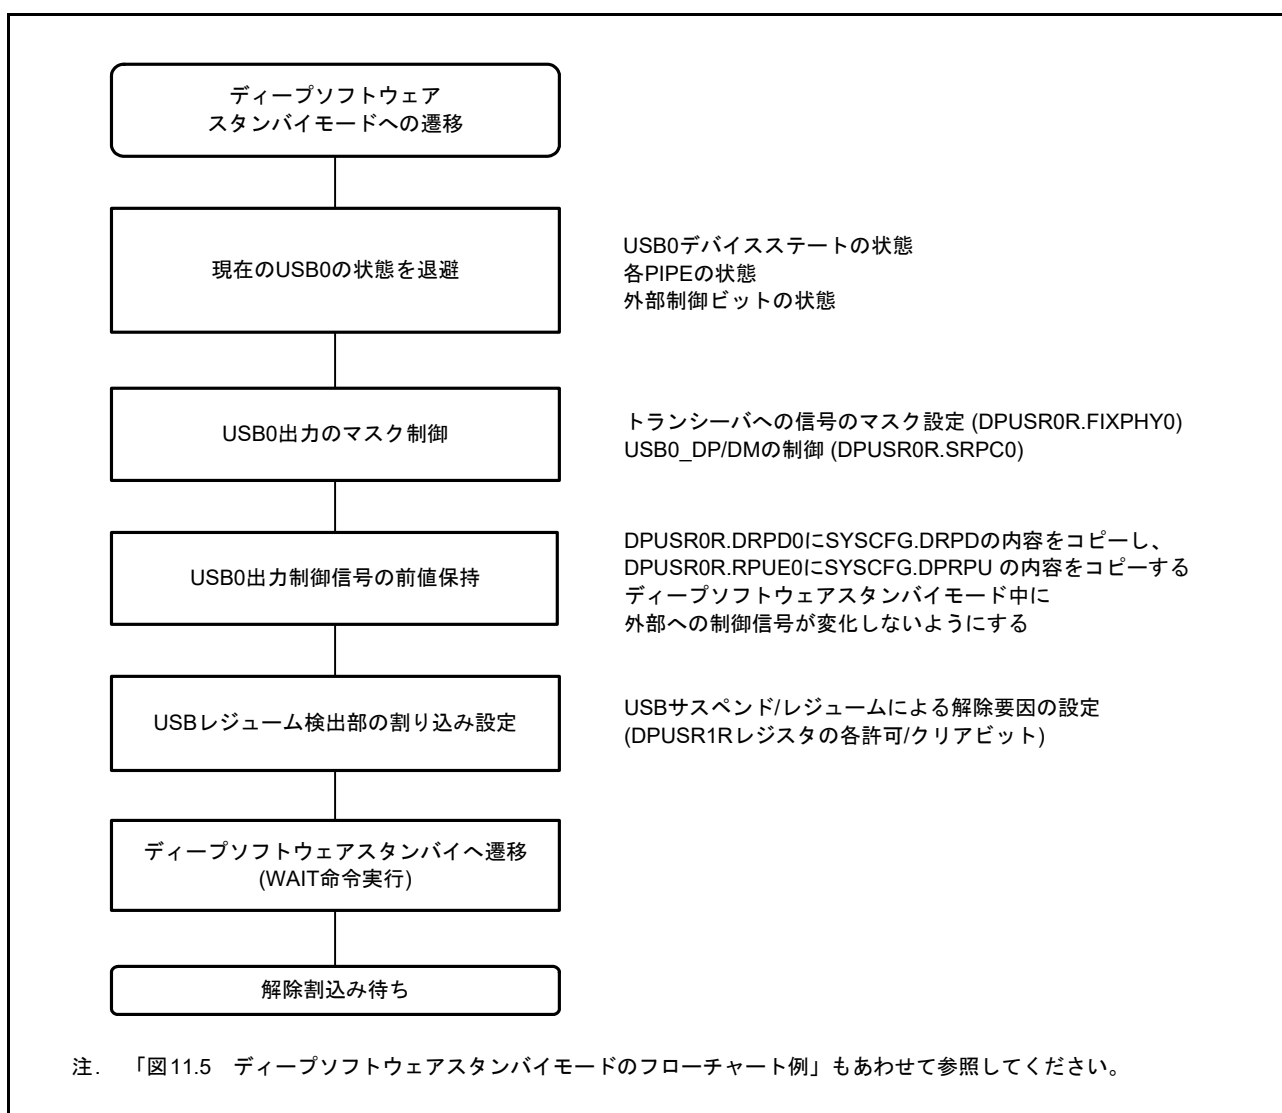 ディープソフトウェア
スタンバイモードへの遷移
現在のUSB0の状態を退避
USB0デバイスステートの状態
各PIPEの状態
外部制御ビットの状態
USB0出力のマスク制御
トランシーバへの信号のマスク設定 (DPUSR0R.FIXPHY0)
USB0_DP/DMの制御 (DPUSR0R.SRPC0)
USB0出力制御信号の前値保持
DPUSR0R.DRPD0にSYSCFG.DRPDの内容をコピーし、
DPUSR0R.RPUE0にSYSCFG.DPRPU の内容をコピーする
ディープソフトウェアスタンバイモード中に
外部への制御信号が変化しないようにする
USBレジューム検出部の割り込み設定
USBサスペンド/レジュームによる解除要因の設定
(DPUSR1Rレジスタの各許可/クリアビット)
ディープソフトウェアスタンバイへ遷移
(WAIT命令実行)
解除割込み待ち
注. 「図11.5 ディープソフトウェアスタンバイモードのフローチャート例」もあわせて参照してください。